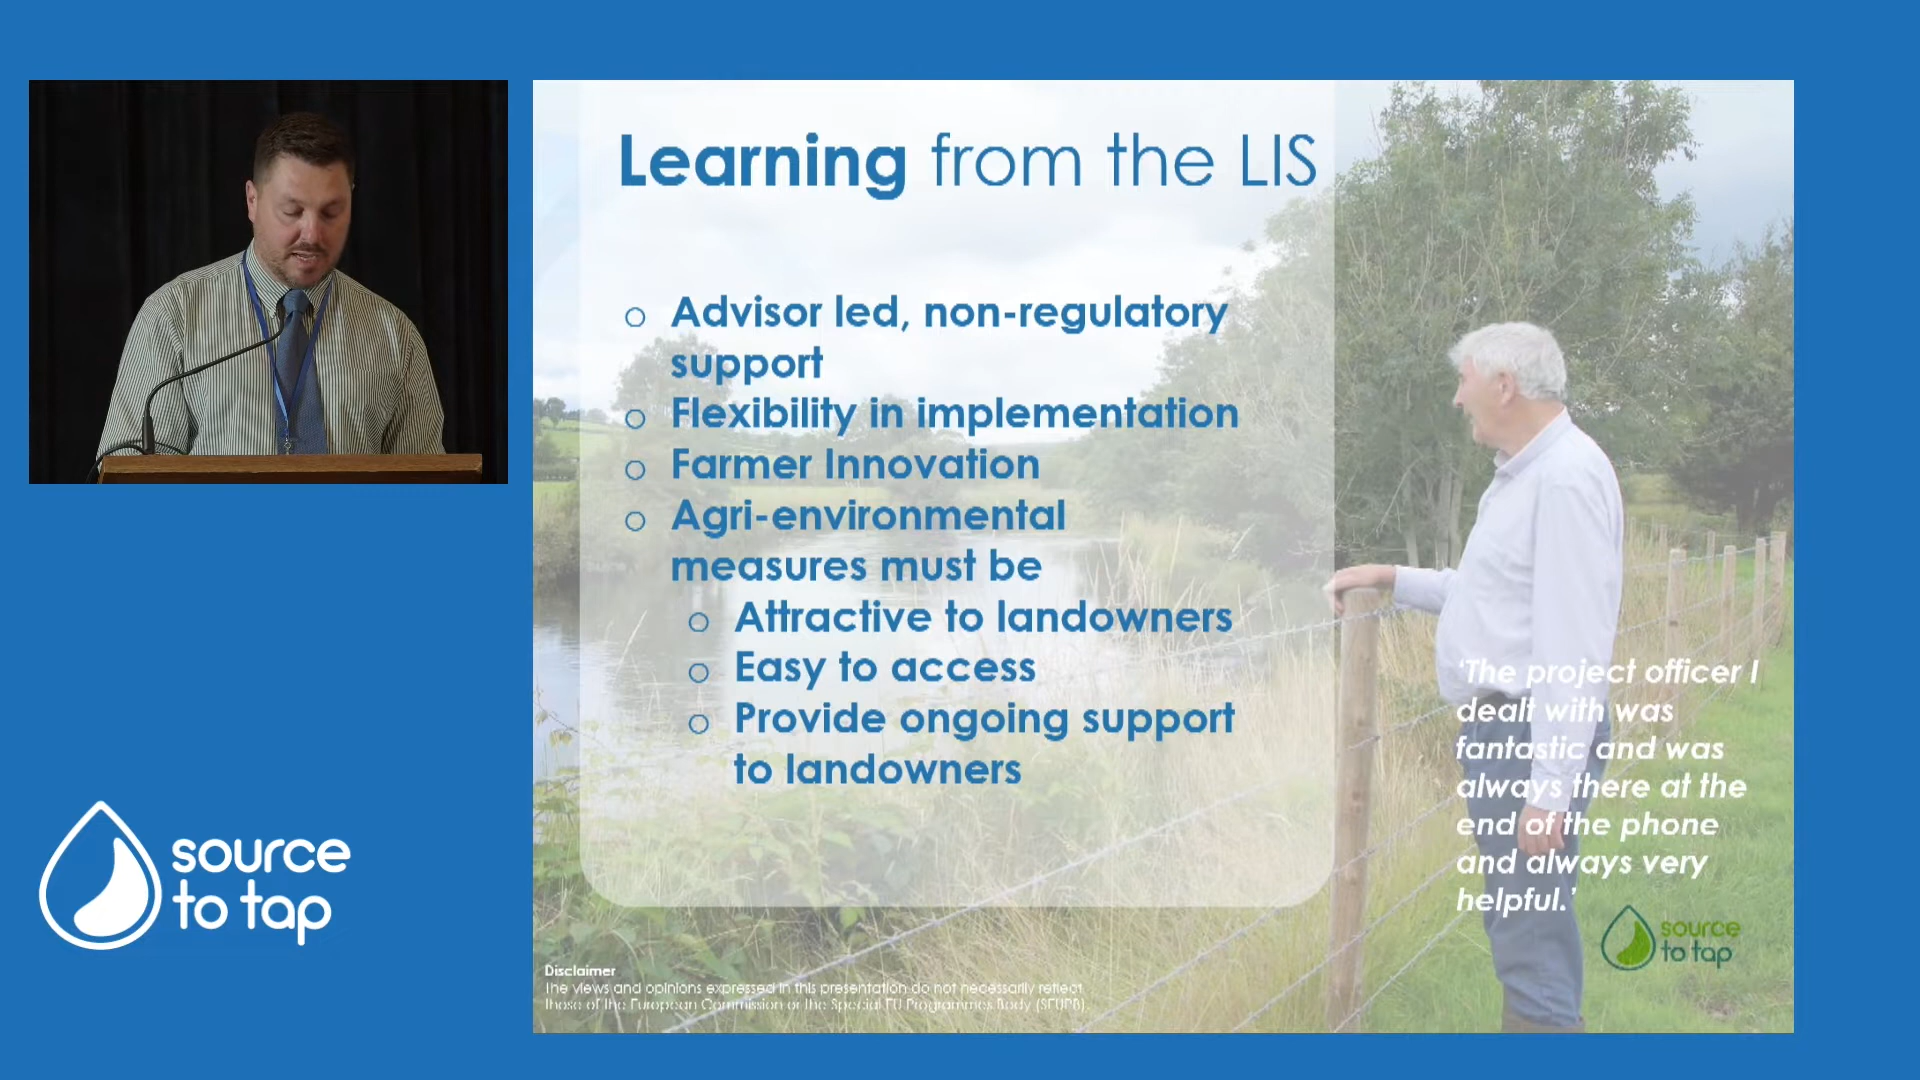 Learning from the LIS
o Advisor led, non-regulatory
support
o Flexibility in implementation
o Farmer Innovation
o Agri-environmental
measures must be
o Attractive to landowners
o Easy to access
o Provide ongoing support
to landowners
'The project officer I
dealt with was
fantastic and was
always there at the
end of the phone
and always very
helpful.'
source
to tap
Disclaimer
The views and opinions expressed in this presentation do not necessarily reflect
those of the European Commission or the Special EU Programmes Body (SEUPB).
source
to tap